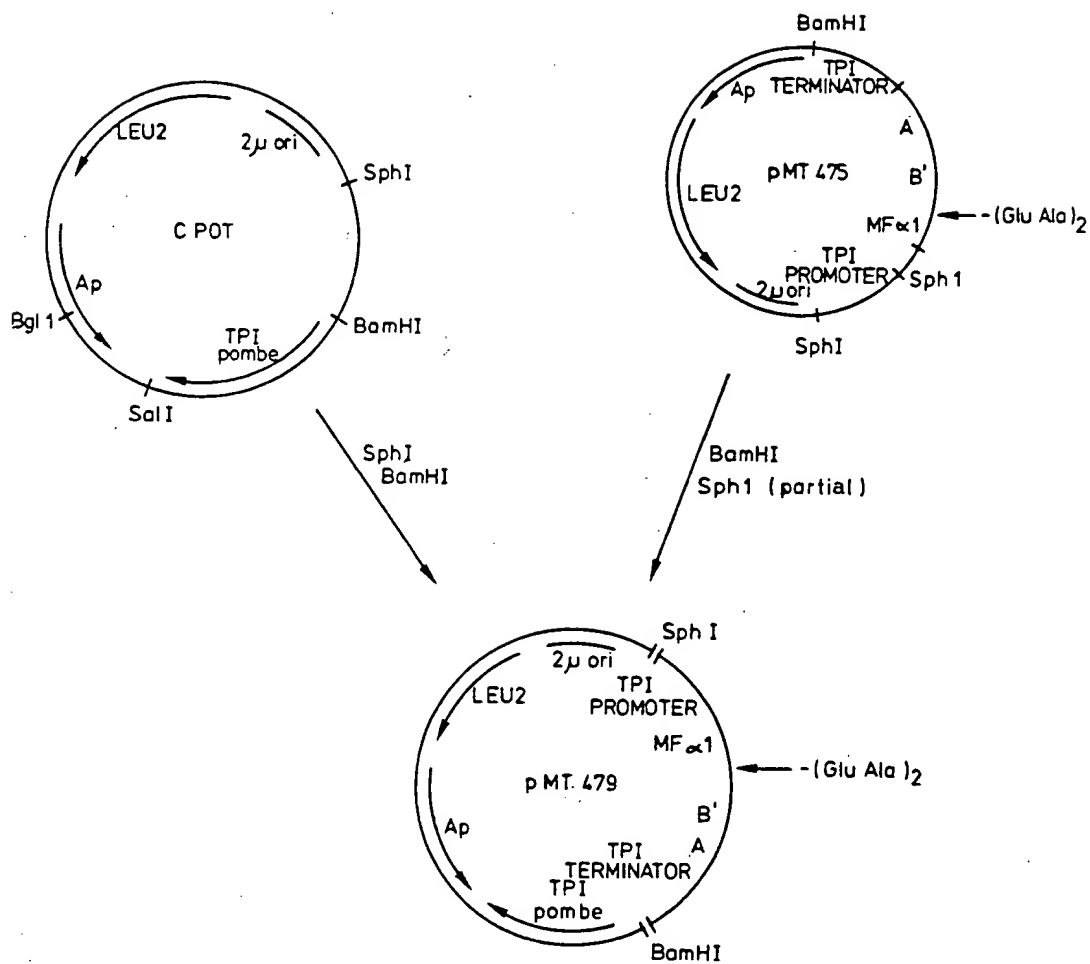 LEU2
2μ ori
SphI
C POT
Ap
Bgl 1
BamHI
TPI
pombe
Sal I
BamHI
TPI
TERMINATOR
Ap
A
pMT 475
B'
LEU2
MFα1
-(Glu Ala)2
TPI
PROMOTER
Sph1
2μ ori
SphI
SphI
BamHI
BamHI
Sph1 (partial)
Sph I
2μ ori
TPI
PROMOTER
LEU2
MFα1
-(Glu Ala)2
pMT. 479
B'
Ap
A
TPI
TERMINATOR
TPI
pombe
BamHI